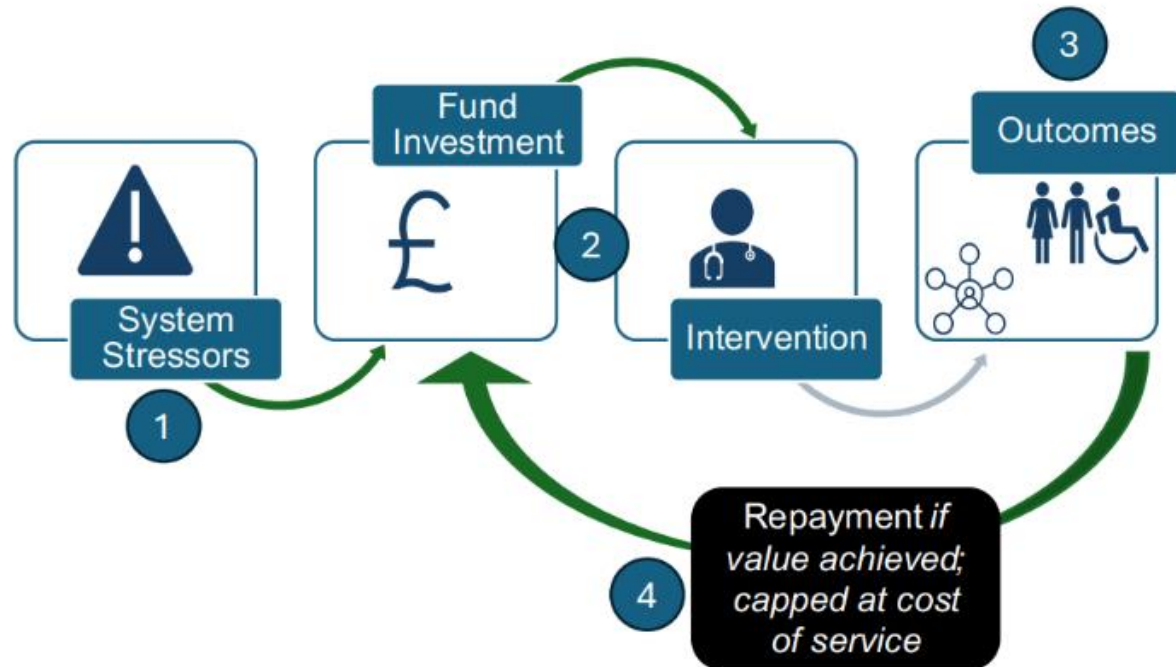 3
Fund
Investment
Outcomes
!
£
2
System
Stressors
Intervention
1
Repayment if
value achieved;
capped at cost
of service
4